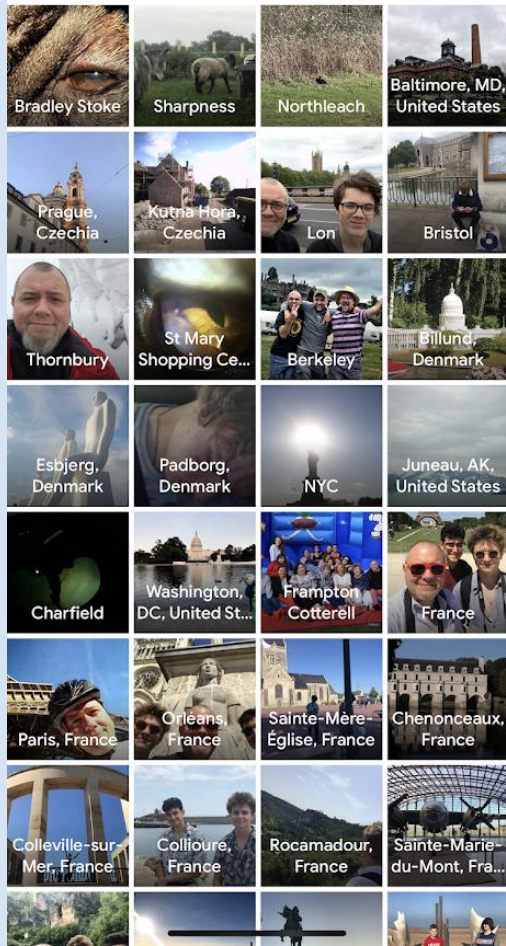 Bradley Stoke
Sharpness
Northleach
Baltimore, MD,
United States
Prague,
Czechia
Kutná Hora,
Czechia
Lon
Bristol
Thornbury
St Mary
Shopping Ce...
Berkeley
Billund,
Denmark
Esbjerg,
Denmark
Padborg,
Denmark
NYC
Juneau, AK,
United States
Charfield
Washington,
DC, United St...
Frampton
Cotterell
France
Paris, France
Orléans,
France
Sainte-Mère-
Église, France
Chenonceaux,
France
Colleville-sur-
Mer, France
Collioure,
France
Rocamadour,
France
Sainte-Marie-
du-Mont, Fra...